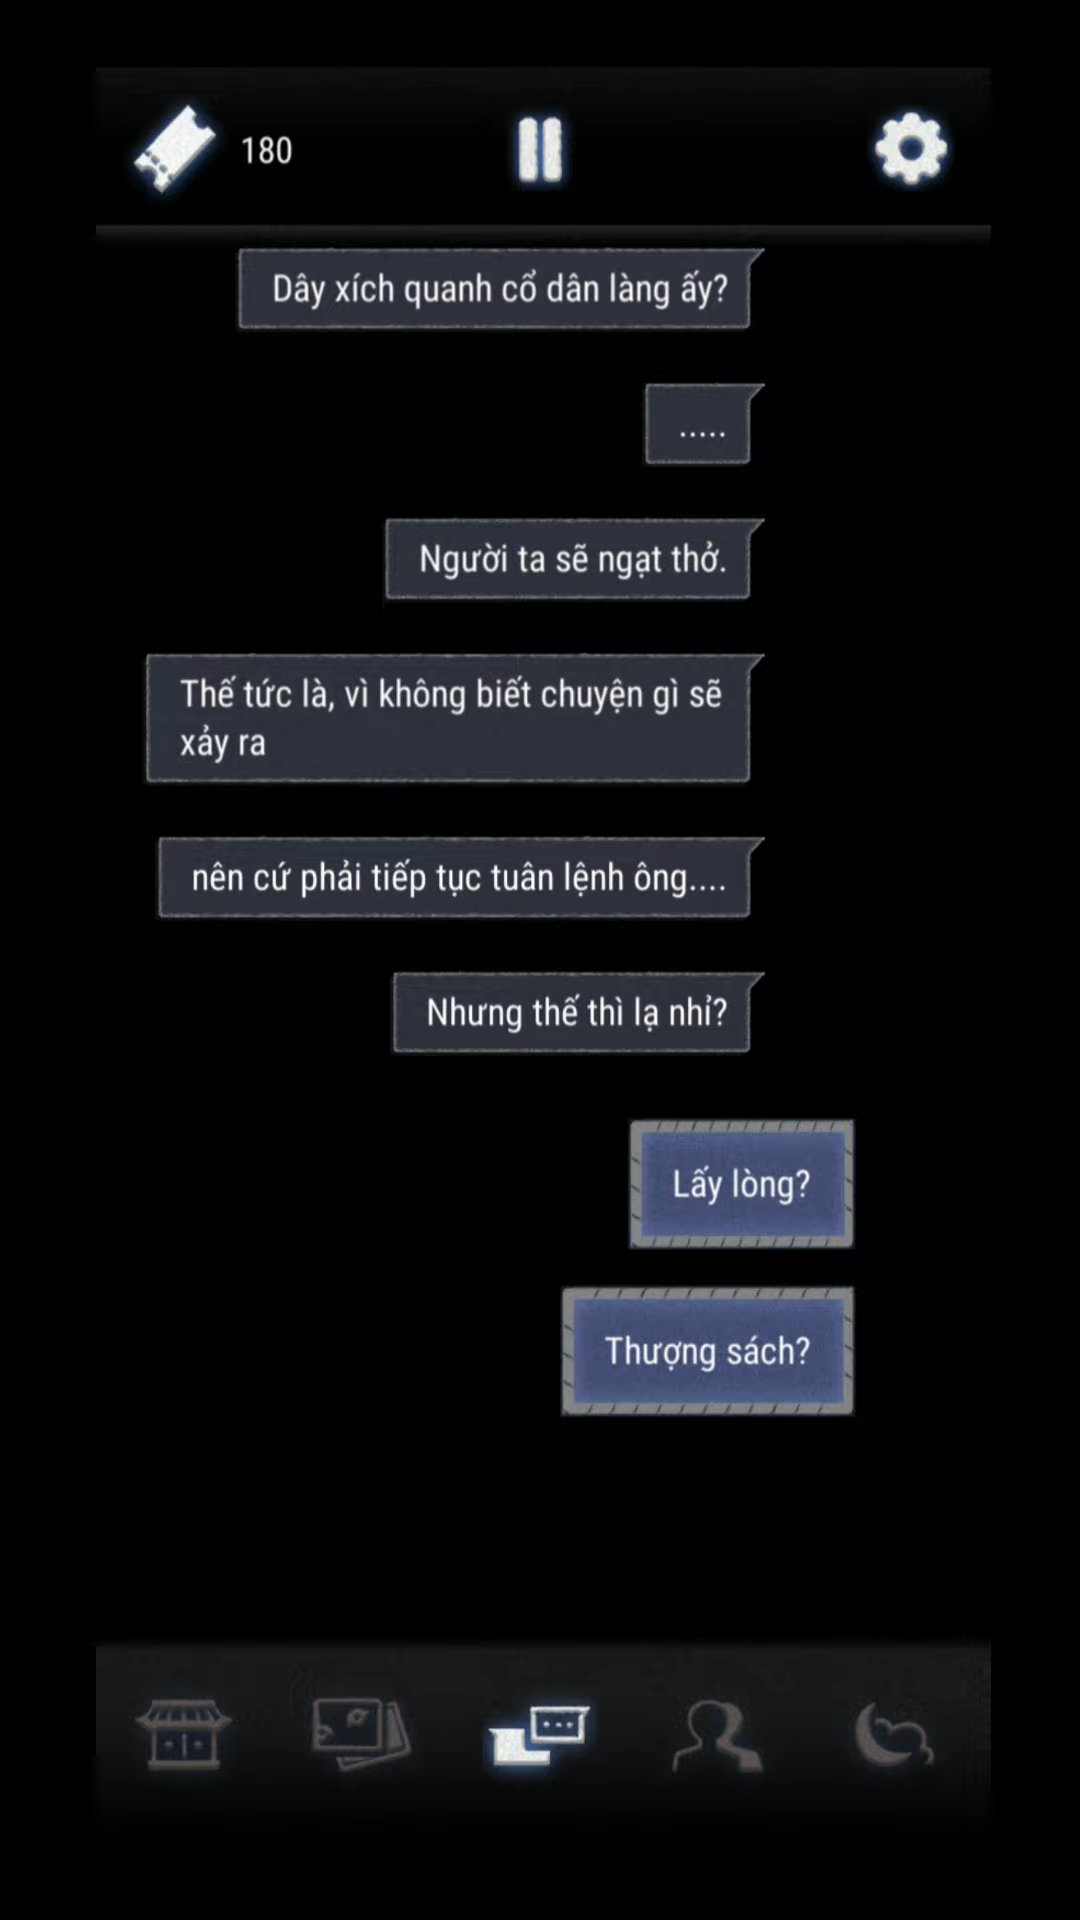 180
Dây xích quanh cổ dân làng ấy?
.....
Người ta sẽ ngạt thở.
Thế tức là, vì không biết chuyện gì sẽ
xảy ra
nên cứ phải tiếp tục tuân lệnh ông....
Nhưng thế thì lạ nhỉ?
Lấy lòng?
Thượng sách?